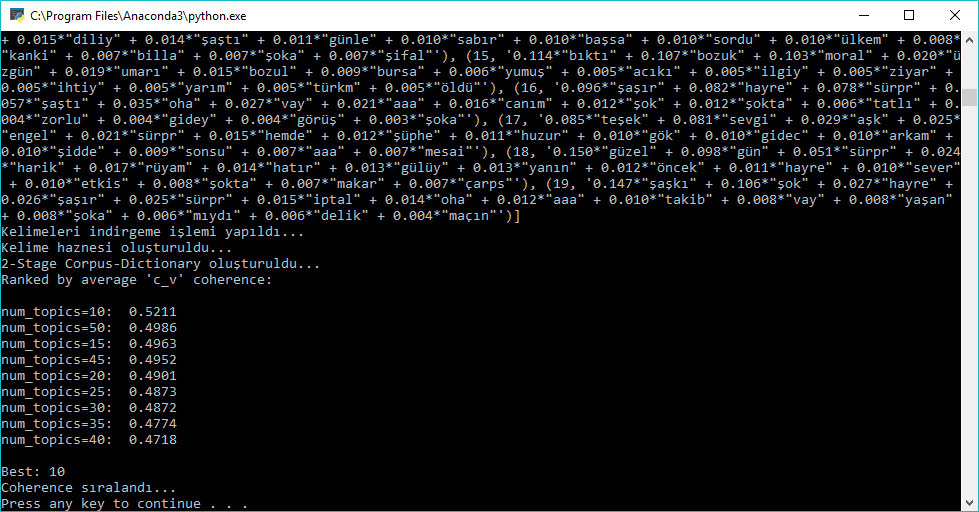 C:\Program Files\Anaconda3\python.exe
+ 0.015*"diliy" + 0.014*"şaştı" + 0.011*"günle" + 0.010*"sabır" + 0.010*"başsa" + 0.010*"sordu" + 0.010*"ülkem" + 0.008*
"kanki" + 0.007*"billa" + 0.007*"şoka" + 0.007*"şifal"'), (15, '0.114*"bıktı" + 0.107*"bozuk" + 0.103*"moral" + 0.020*"ü
zgün" + 0.019*"umarı" + 0.015*"bozul" + 0.009*"bursa" + 0.006*"yumuş" + 0.005*"acıkı" + 0.005*"ilgiy" + 0.005*"ziyar" +
0.005*"ihtiy" + 0.005*"yarım" + 0.005*"türkm" + 0.005*"öldü"'), (16, '0.096*"şaşır" + 0.082*"hayre" + 0.078*"sürpr" + 0.
057*"şaştı" + 0.035*"oha" + 0.027*"vay" + 0.021*"aaa" + 0.016*"canım" + 0.012*"şok" + 0.012*"şokta" + 0.006*"tatlı" + 0.
004*"zorlu" + 0.004*"gidey" + 0.004*"görüş" + 0.003*"şoka"'), (17, '0.085*"teşek" + 0.081*"sevgi" + 0.029*"aşk" + 0.025*
"engel" + 0.021*"sürpr" + 0.015*"hemde" + 0.012*"şüphe" + 0.011*"huzur" + 0.010*"gök" + 0.010*"gidec" + 0.010*"arkam" +
0.010*"şidde" + 0.009*"sonsu" + 0.007*"aaa" + 0.007*"mesai"'), (18, '0.150*"güzel" + 0.098*"gün" + 0.051*"sürpr" + 0.024
*"harik" + 0.017*"rüyam" + 0.014*"hatır" + 0.013*"gülüy" + 0.013*"yanın" + 0.012*"öncek" + 0.011*"hayre" + 0.010*"sever"
+ 0.010*"etkis" + 0.008*"şokta" + 0.007*"makar" + 0.007*"çarps"'), (19, '0.147*"şaşkı" + 0.106*"şok" + 0.027*"hayre" +
0.026*"şaşır" + 0.025*"sürpr" + 0.015*"iptal" + 0.014*"oha" + 0.012*"aaa" + 0.010*"takib" + 0.008*"vay" + 0.008*"yaşan"
+ 0.008*"şoka" + 0.006*"mıydı" + 0.006*"delik" + 0.004*"maçın"')]
Kelimeleri indirgeme işlemi yapıldı...
Kelime haznesi oluşturuldu...
2-Stage Corpus-Dictionary oluşturuldu...
Ranked by average 'c_v' coherence:
num_topics=10:  0.5211
num_topics=50:  0.4986
num_topics=15:  0.4963
num_topics=45:  0.4952
num_topics=20:  0.4901
num_topics=25:  0.4873
num_topics=30:  0.4872
num_topics=35:  0.4774
num_topics=40:  0.4718
Best: 10
Coherence sıralandı...
Press any key to continue . . .